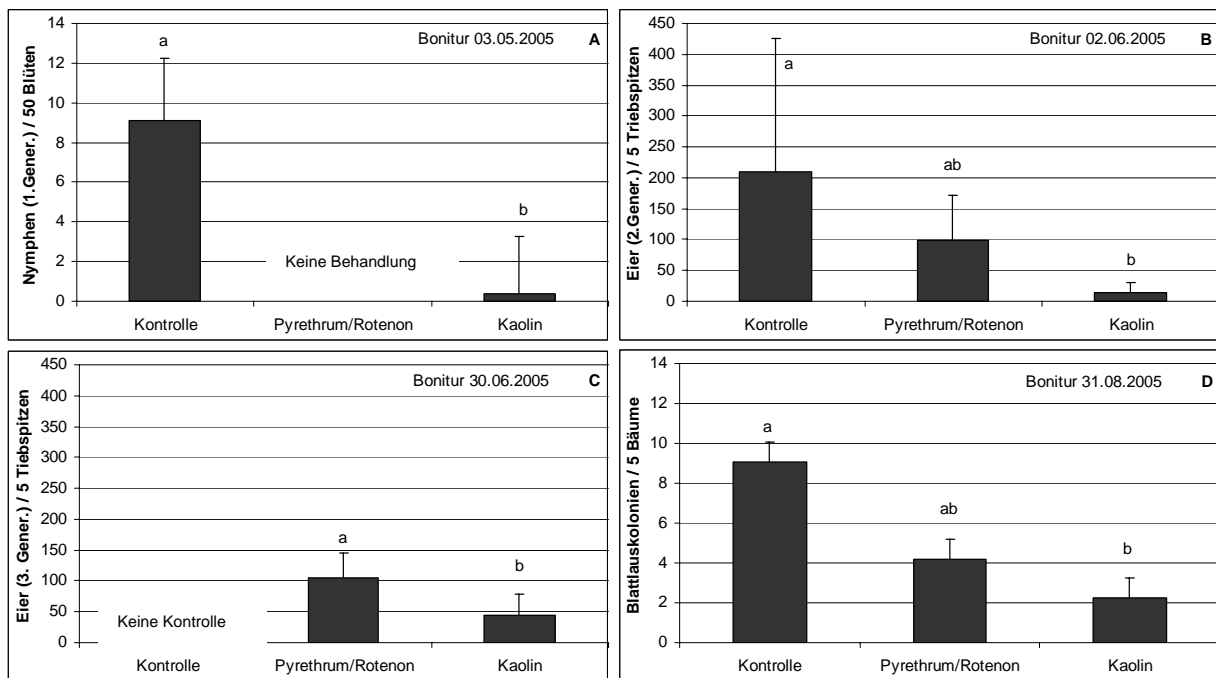 Bonitur 03.05.2005 A
Nymphen (1.Gener.) / 50 Blüten
14
12
10
8
6
4
2
0
a
b
Keine Behandlung
Kontrolle Pyrethrum/Rotenon Kaolin
Bonitur 02.06.2005 B
Eier (2.Gener.) / 5 Triebspitzen
450
400
350
300
250
200
150
100
50
0
a
ab
b
Kontrolle Pyrethrum/Rotenon Kaolin
Bonitur 30.06.2005 C
Eier (3. Gener.) / 5 Tiebspitzen
450
400
350
300
250
200
150
100
50
0
a
b
Keine Kontrolle
Kontrolle Pyrethrum/Rotenon Kaolin
Bonitur 31.08.2005 D
Blattlauskolonien / 5 Bäume
14
12
10
8
6
4
2
0
a
ab
b
Kontrolle Pyrethrum/Rotenon Kaolin